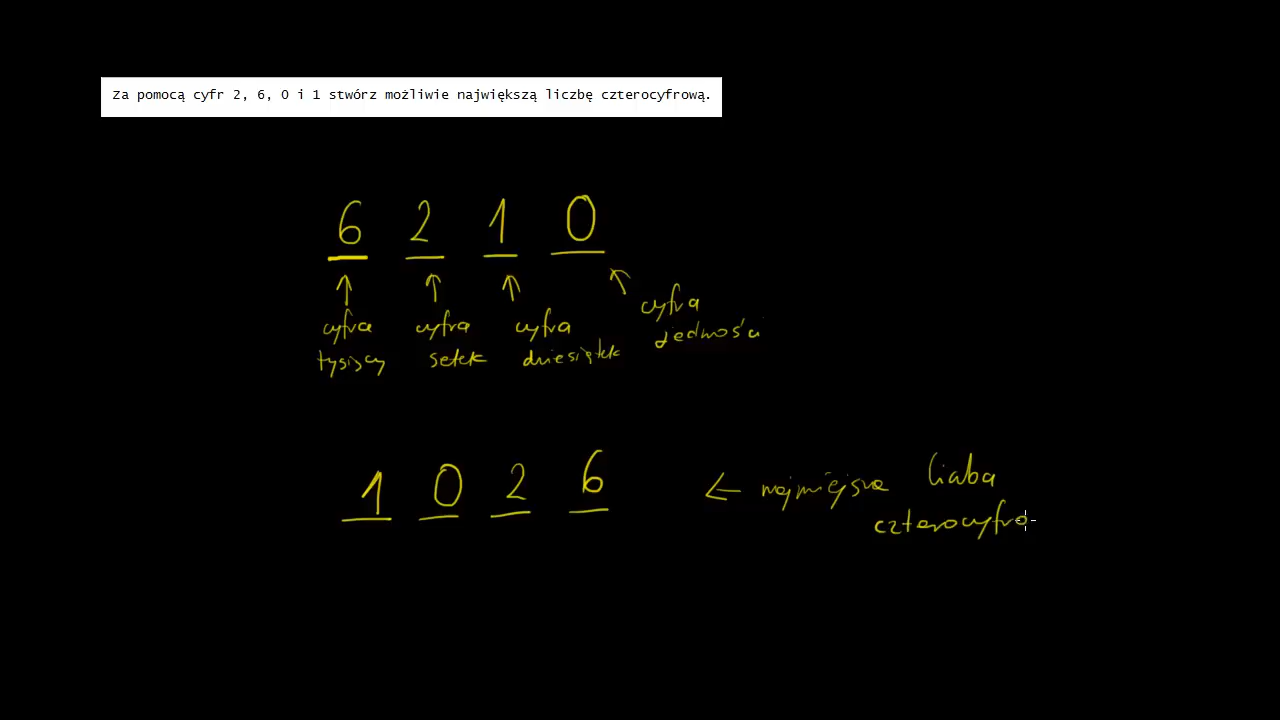 Za pomocą cyfr 2, 6, 0 i 1 stwórz możliwie największą liczbę czterocyfrową.
6 2 1 0
cyfra tysięcy
cyfra setek
cyfra dziesiątek
cyfra jedności
1 0 2 6
← najmniejsza liczba
czterocyfro